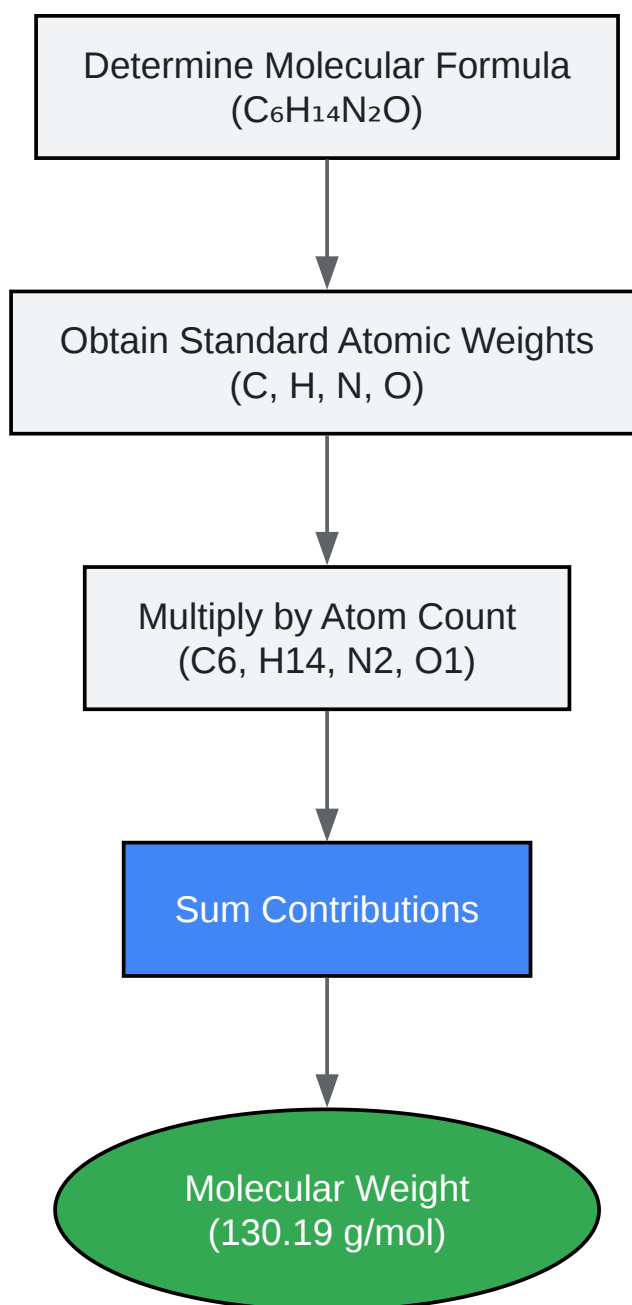 Determine Molecular Formula
(C₆H₁₄N₂O)
Obtain Standard Atomic Weights
(C, H, N, O)
Multiply by Atom Count
(C6, H14, N2, O1)
Sum Contributions
Molecular Weight
(130.19 g/mol)